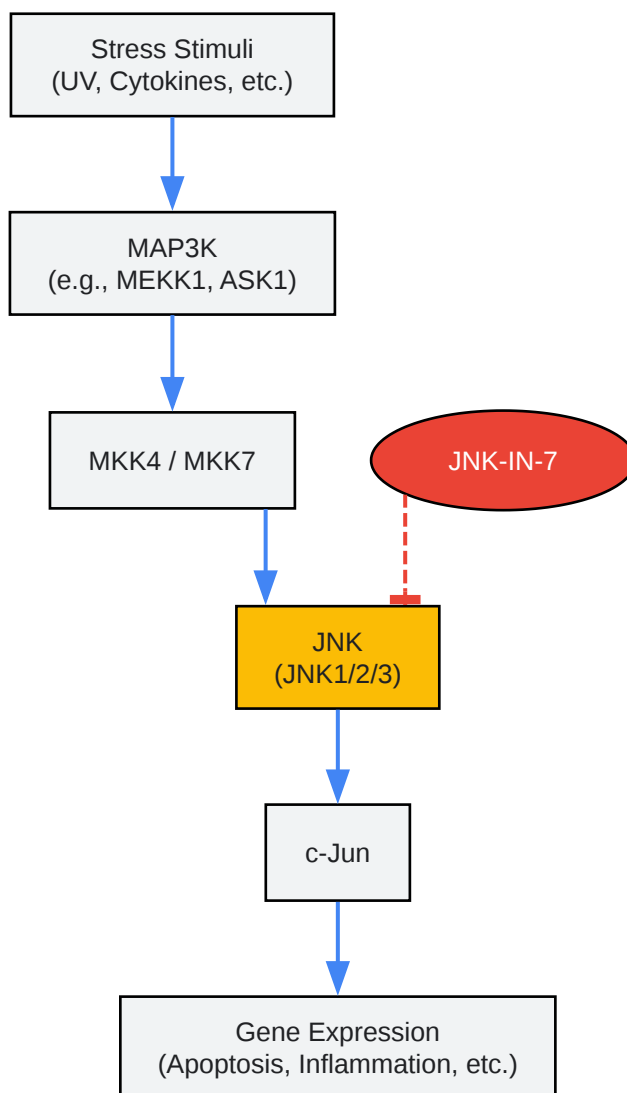 Stress Stimuli
(UV, Cytokines, etc.)
MAP3K
(e.g., MEKK1, ASK1)
MKK4 / MKK7
JNK-IN-7
JNK
(JNK1/2/3)
c-Jun
Gene Expression
(Apoptosis, Inflammation, etc.)